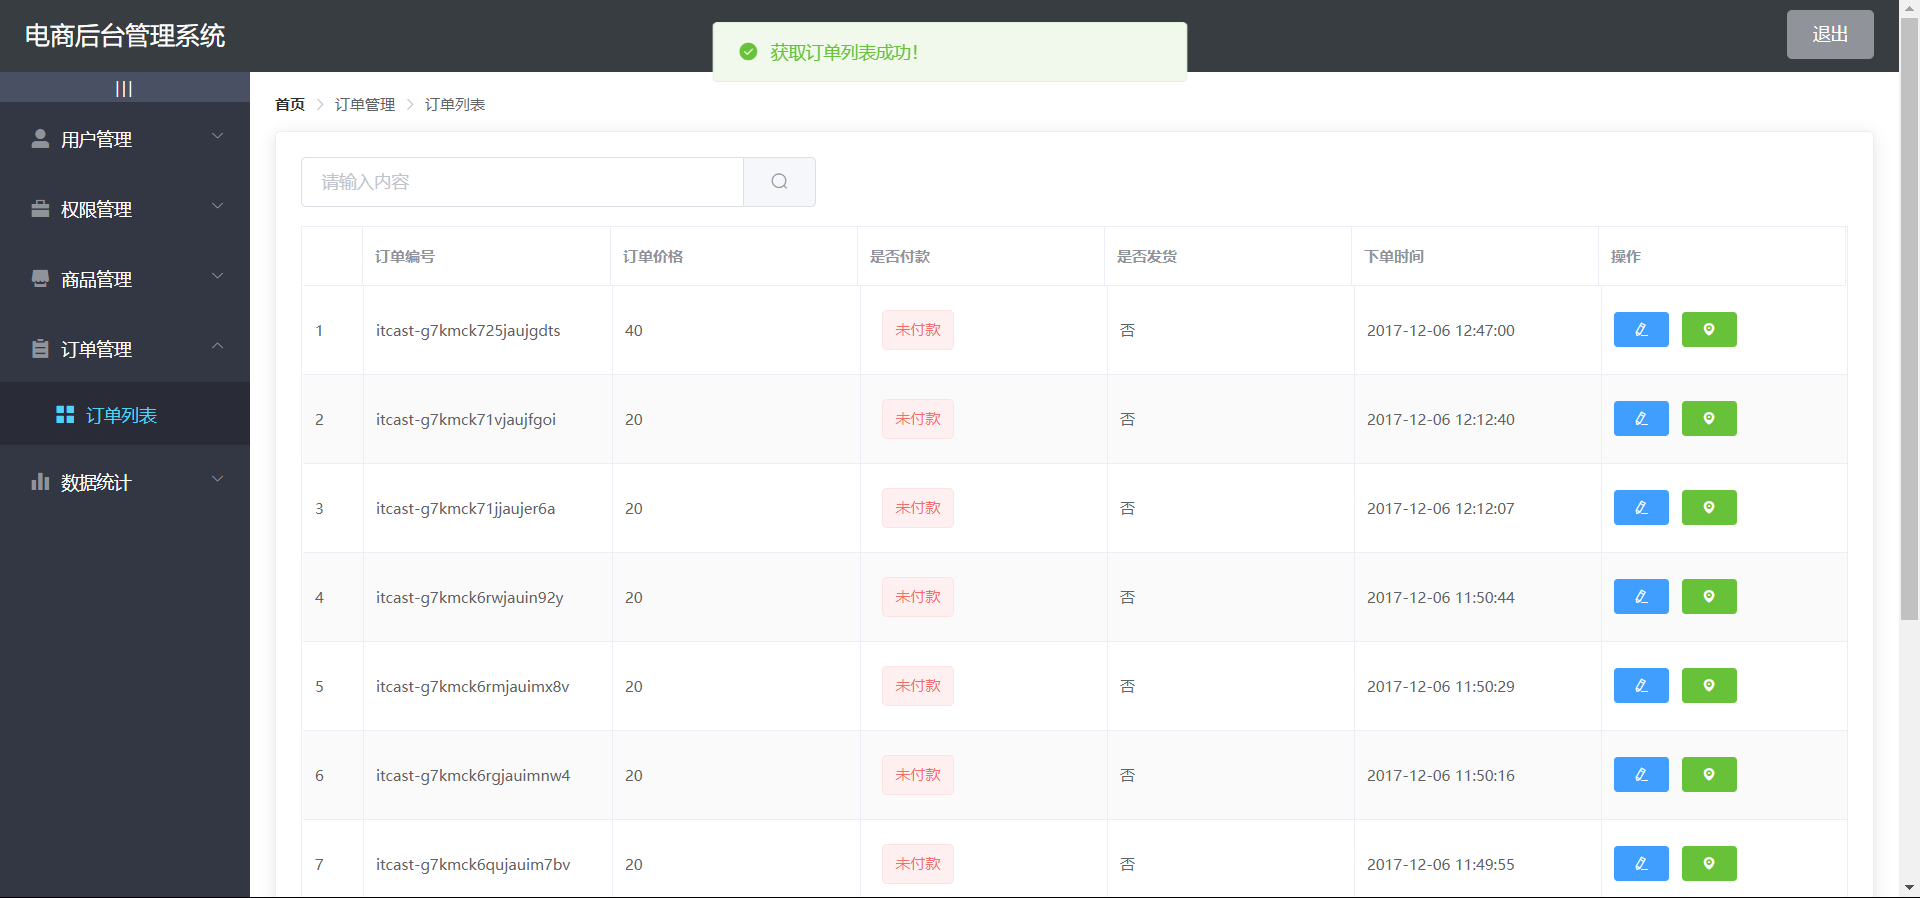 电商后台管理系统
获取订单列表成功!
退出
|||
首页 订单管理 订单列表
用户管理
权限管理
商品管理
订单管理
订单列表
数据统计
请输入内容
订单编号 订单价格 是否付款 是否发货 下单时间 操作
1 itcast-g7kmck725jaujgdts 40 未付款 否 2017-12-06 12:47:00
2 itcast-g7kmck71vjaujfgoi 20 未付款 否 2017-12-06 12:12:40
3 itcast-g7kmck71jjaujer6a 20 未付款 否 2017-12-06 12:12:07
4 itcast-g7kmck6rwjauin92y 20 未付款 否 2017-12-06 11:50:44
5 itcast-g7kmck6rmjauimx8v 20 未付款 否 2017-12-06 11:50:29
6 itcast-g7kmck6rgjauimnw4 20 未付款 否 2017-12-06 11:50:16
7 itcast-g7kmck6qujauim7bv 20 未付款 否 2017-12-06 11:49:55